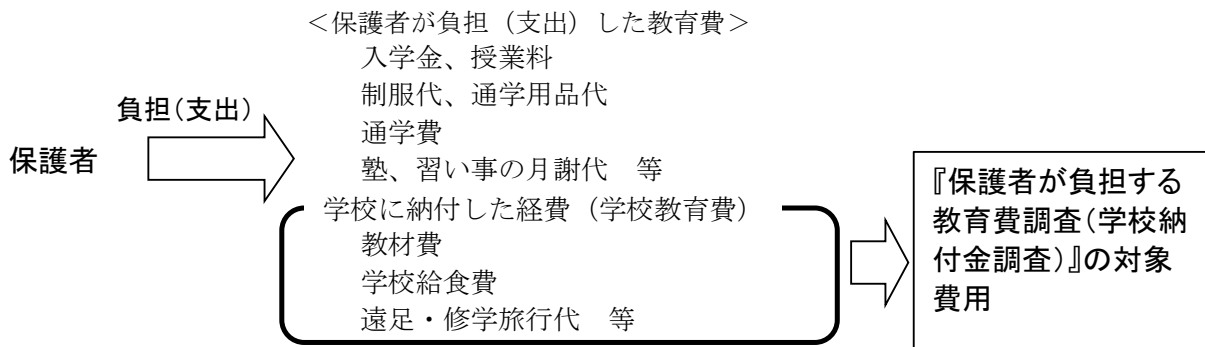 ＜保護者が負担（支出）した教育費＞
入学金、授業料
制服代、通学用品代
負担（支出）
通学費
保護者
塾、習い事の月謝代　等
学校に納付した経費（学校教育費）
教材費
学校給食費
遠足・修学旅行代　等
『保護者が負担する
教育費調査（学校納
付金調査）』の対象
費用